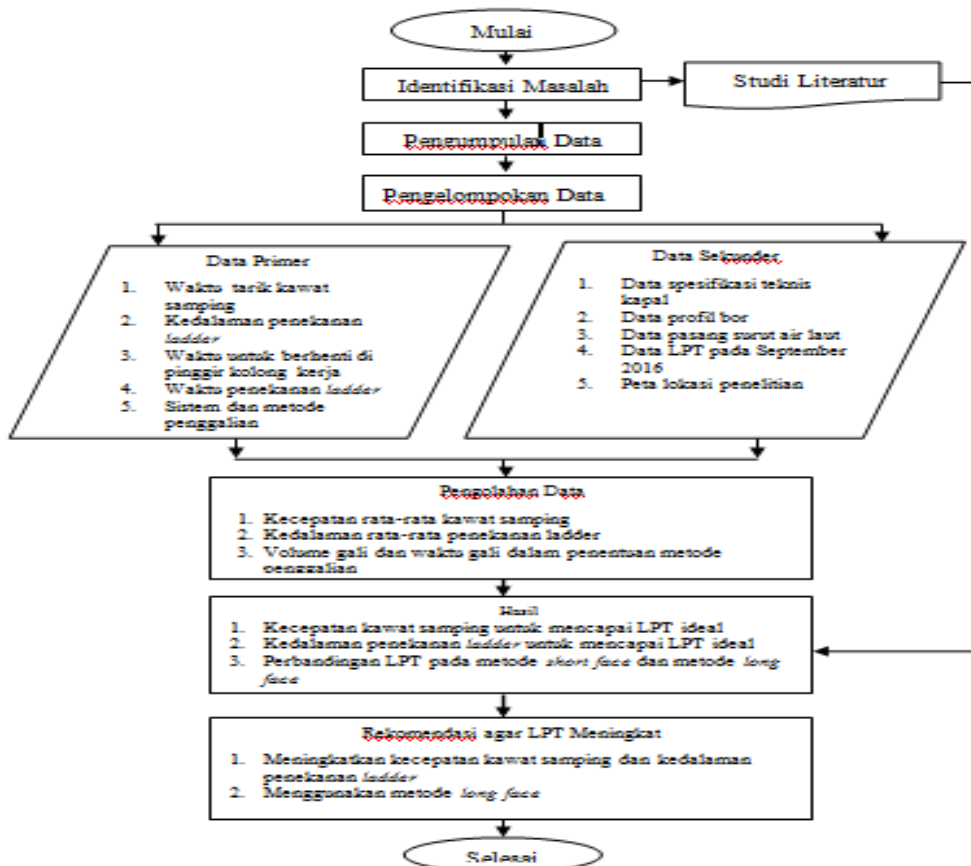 Mulai
Identifikasi Masalah
Studi Literatur
Pengumpulan Data
Pengelompokan Data
Data Primer
1. Waktu tarik kawat
samping
2. Kedalaman penekanan
ladder
3. Waktu untuk berhenti di
pinggir kolong kerja
4. Waktu penekanan ladder
5. Sistem dan metode
penggalian
Data Sekunder
1. Data spesifikasi teknis
kapal
2. Data profil bor
3. Data pasang surut air laut
4. Data LPT pada September
2016
5. Peta lokasi penelitian
Pengolahan Data
1. Kecepatan rata-rata kawat samping
2. Kedalaman rata-rata penekanan ladder
3. Volume gali dan waktu gali dalam penentuan metode
penggalian
Hasil
1. Kecepatan kawat samping untuk mencapai LPT ideal
2. Kedalaman penekanan ladder untuk mencapai LPT ideal
3. Perbandingan LPT pada metode short face dan metode long
face
Rekomendasi agar LPT Meningkat
1. Meningkatkan kecepatan kawat samping dan kedalaman
penekanan ladder
2. Menggunakan metode long face
Selesai